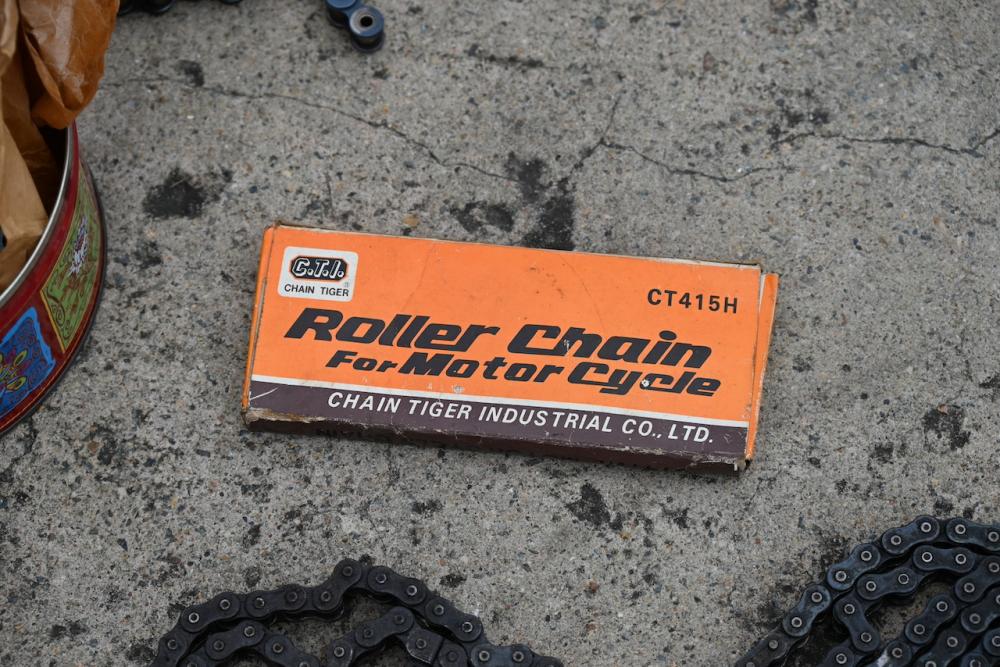 C.T.I.
CHAIN TIGER
CT415H
Roller Chain
For Motor Cycle
CHAIN TIGER INDUSTRIAL CO., LTD.